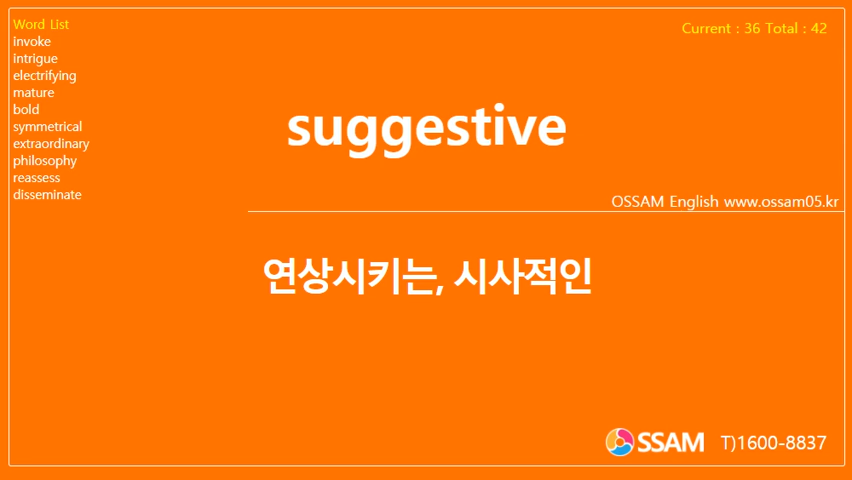 Word List
invoke
intrigue
electrifying
mature
bold
symmetrical
extraordinary
philosophy
reassess
disseminate
Current : 36 Total : 42
suggestive
OSSAM English www.ossam05.kr
연상시키는, 시사적인
OSSAM T)1600-8837